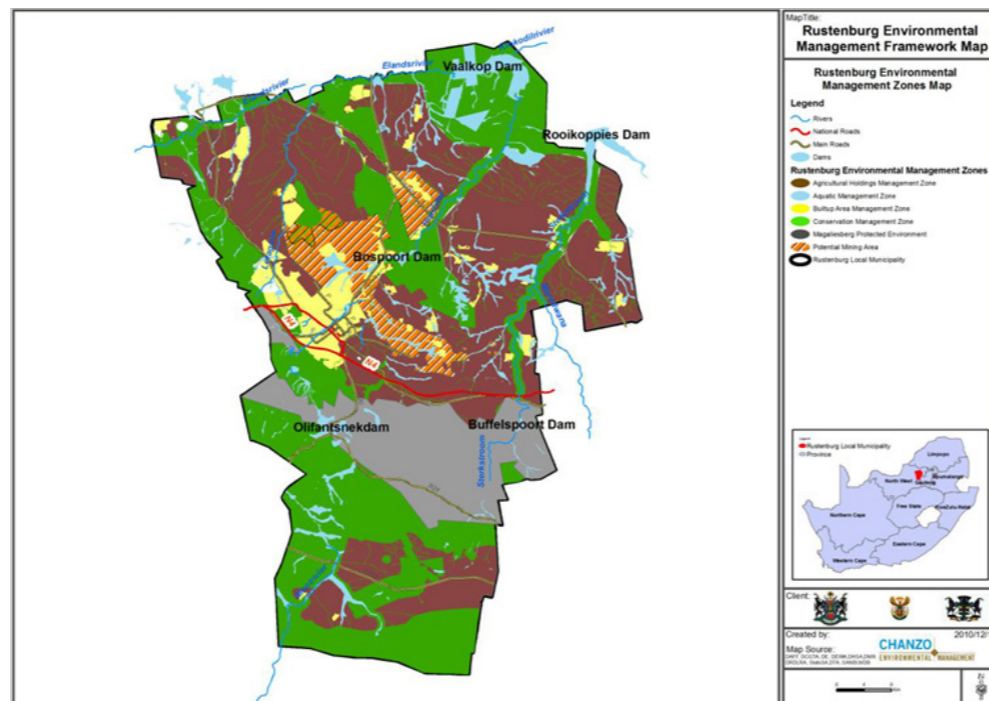 MapTitle:
Rustenburg Environmental
Management Framework Map
Rustenburg Environmental
Management Zones Map
Legend
Rivers
National Roads
Main Roads
Dams
Rustenburg Environmental Management Zones
Agricultural Holdings Management Zone
Aquatic Management Zone
Builtup Area Management Zone
Conservation Management Zone
Magaliesberg Protected Environment
Potential Mining Area
Rustenburg Local Municipality
Elandsrivier
Vaalkop Dam
Elandsrivier
Rooikoppies Dam
Bospoort Dam
N4
N4
Olifantsnekdam
Buffelspoort Dam
Sterkstroom
Legend
Rustenburg Local Municipality
Province
Limpopo
North West
Gauteng
Mpumalanga
Free State
KwaZulu-Natal
Northern Cape
Eastern Cape
Western Cape
Client:
Created by:
CHANZO
ENVIRONMENTAL MANAGEMENT
Map Source: